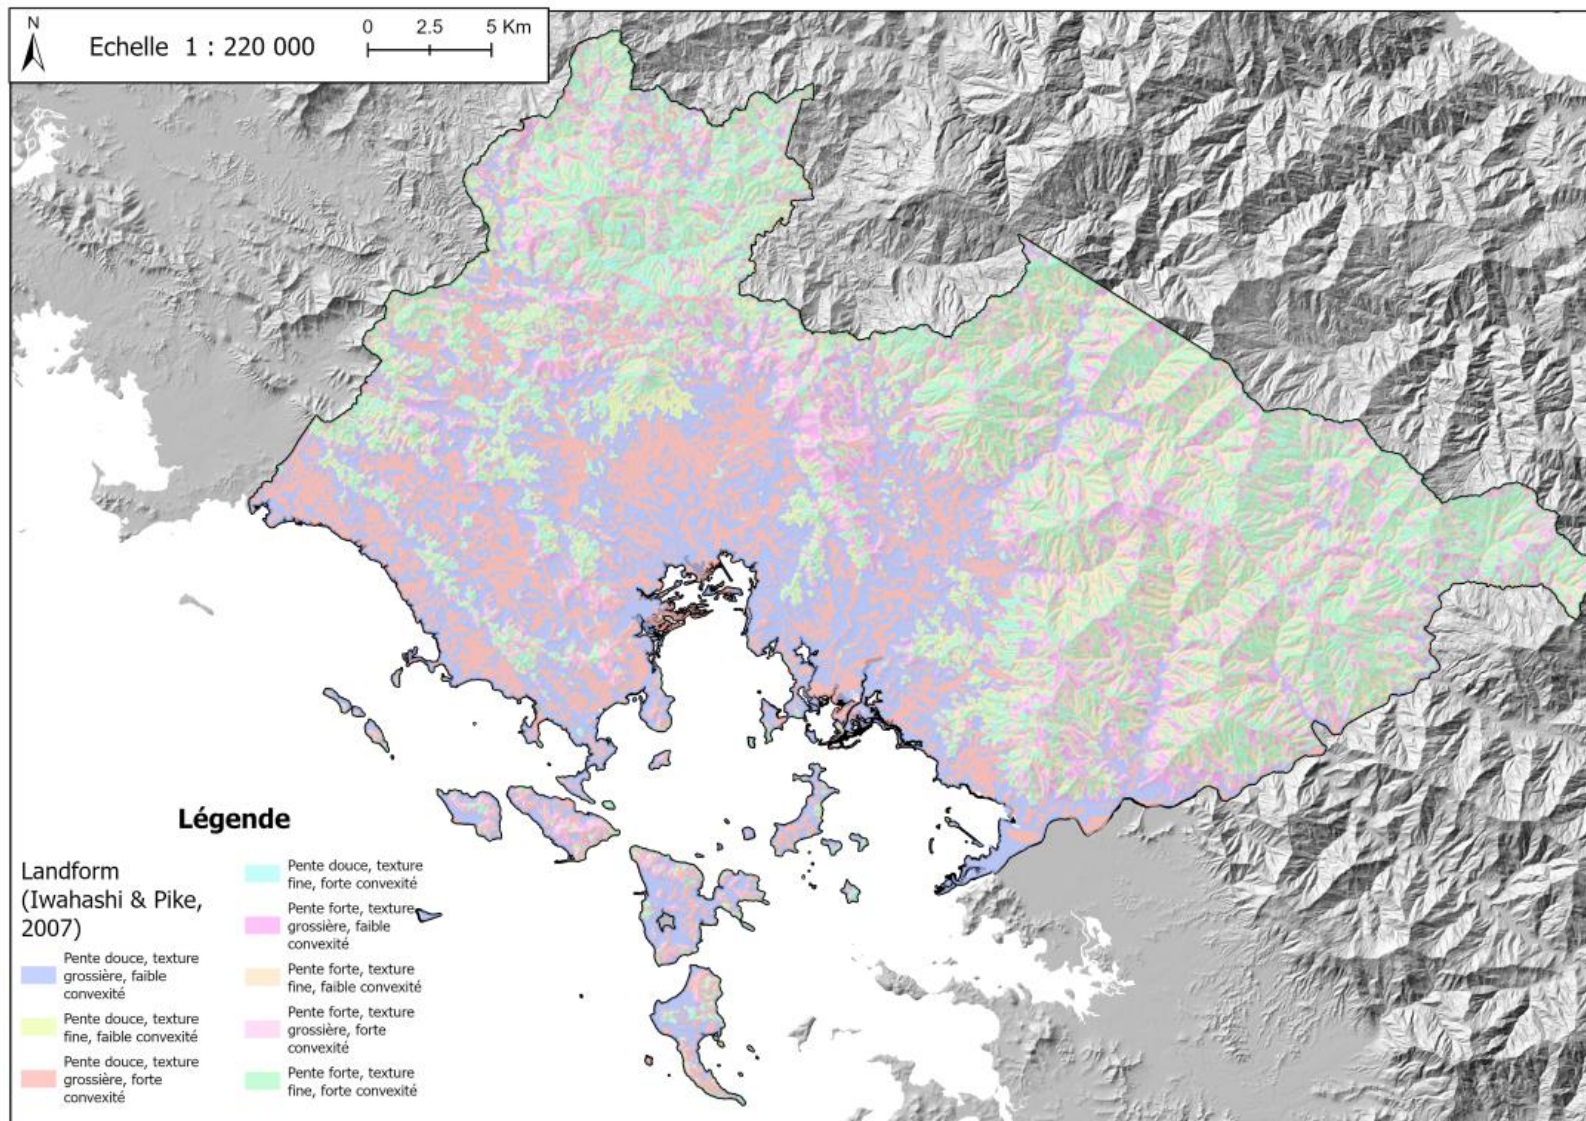 N
Echelle 1 : 220 000
0 2.5 5 Km
Légende
Landform
(Iwahashi & Pike,
2007)
Pente douce, texture
grossière, faible
convexité
Pente douce, texture
fine, faible convexité
Pente douce, texture
grossière, forte
convexité
Pente douce, texture
fine, forte convexité
Pente forte, texture
grossière, faible
convexité
Pente forte, texture
fine, faible convexité
Pente forte, texture
grossière, forte
convexité
Pente forte, texture
fine, forte convexité